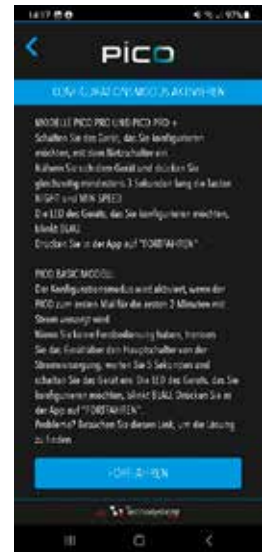 14:17
97%
PICO
KONFIGURATIONSMODUS AKTIVIEREN
MODELLE PICO PRO UND PICO PRO +
Schalten Sie das Gerät, das Sie konfigurieren
möchten, mit dem Netzschalter ein.
Nähern Sie sich dem Gerät und drücken Sie
gleichzeitig mindestens 3 Sekunden lang die Tasten
NIGHT und MIN SPEED
Die LED des Geräts, das Sie konfigurieren möchten,
blinkt BLAU.
Drücken Sie in der App auf "FORTFAHREN"
PICO BASIC MODELL:
Der Konfigurationsmodus wird aktiviert, wenn der
PICO zum ersten Mal für die ersten 2 Minuten mit
Strom versorgt wird.
Wenn Sie keine Fernbedienung haben, trennen
Sie das Gerät über den Hauptschalter von der
Stromversorgung, warten Sie 5 Sekunden und
schalten Sie das Gerät ein. Die LED des Geräts, das Sie
konfigurieren möchten, blinkt BLAU. Drücken Sie in
der App auf "FORTFAHREN".
Probleme? Besuchen Sie diesen Link, um die Lösung
zu finden
FORTFAHREN